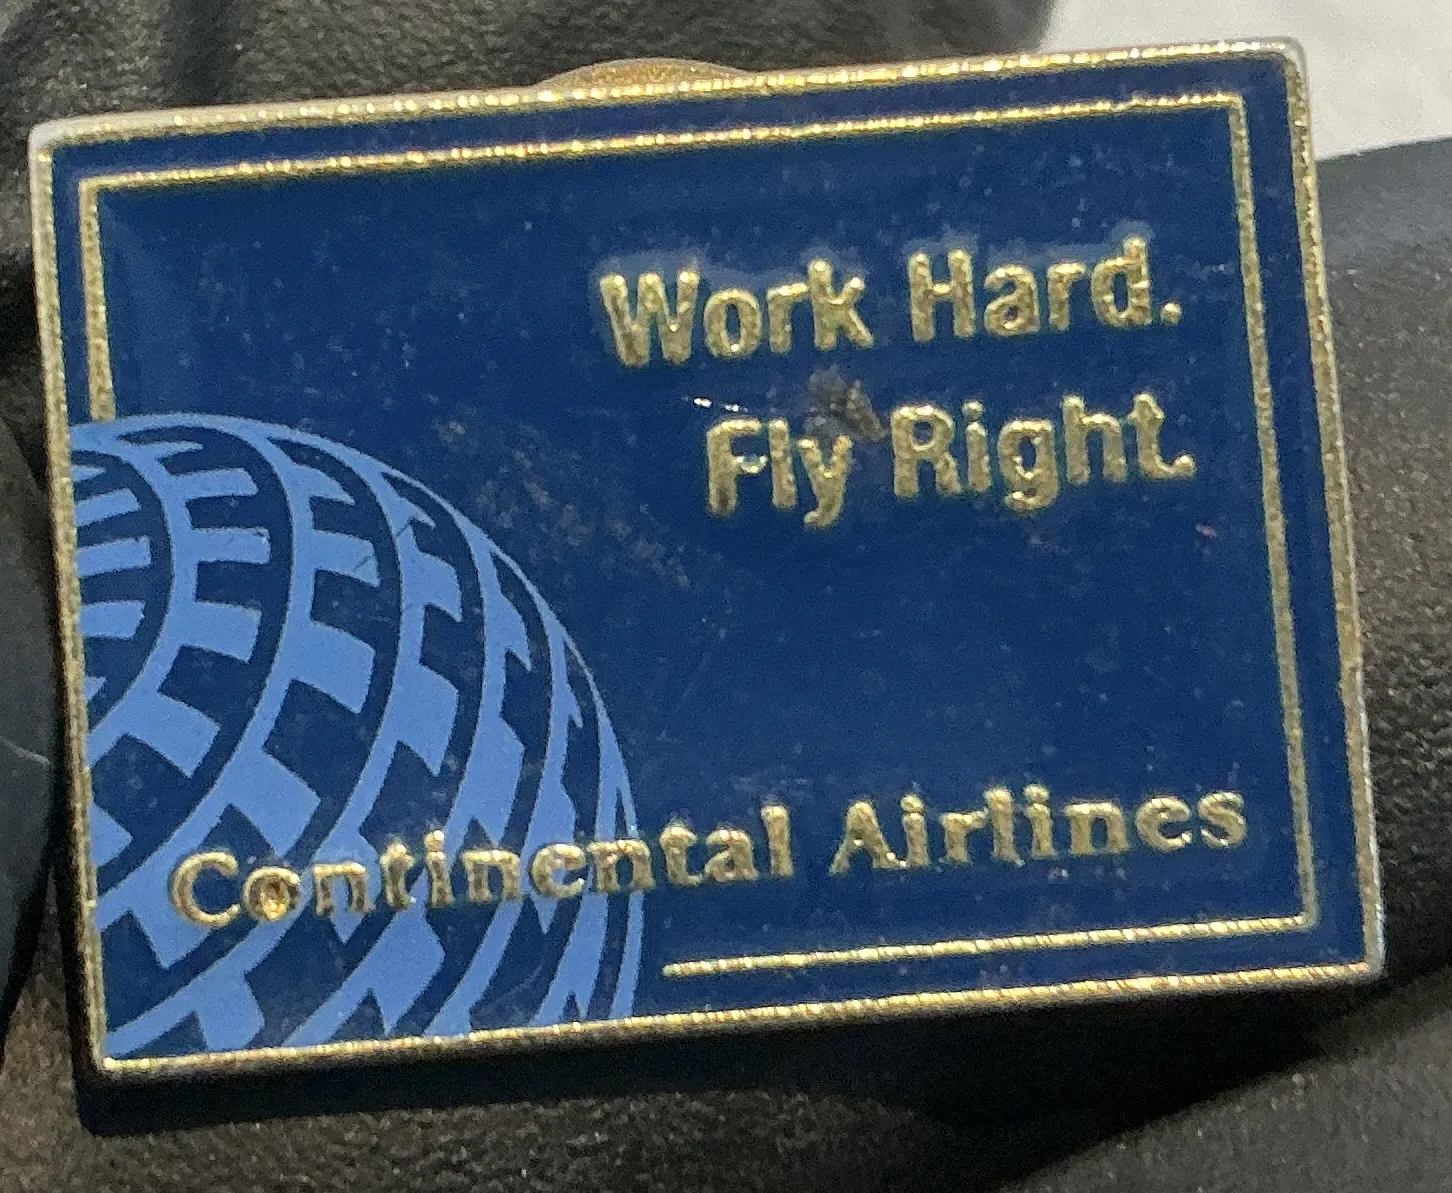 Work Hard.
Fly Right.
Continental Airlines